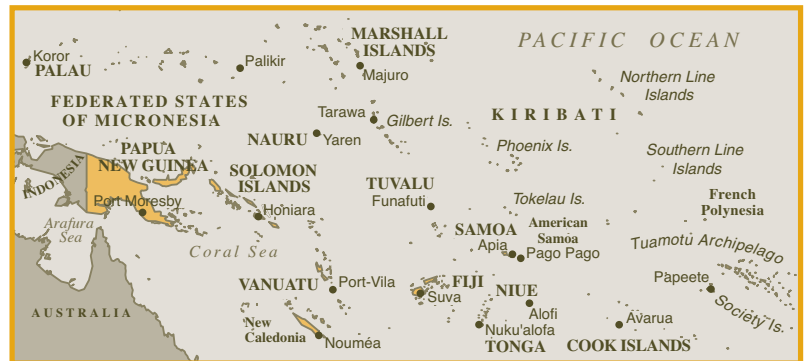 MARSHALL
ISLANDS
PACIFIC OCEAN
Koror
PALAU
Palikir
Majuro
Northern Line
Islands
FEDERATED STATES
OF MICRONESIA
Tarawa
Gilbert Is.
KIRIBATI
NAURU
Yaren
Phoenix Is.
Southern Line
Islands
PAPUA
NEW GUINEA
INDONESIA
SOLOMON
ISLANDS
TUVALU
Funafuti
Tokelau Is.
French
Polynesia
Port Moresby
Honiara
Arafura
Sea
Coral Sea
SAMOA
Apia
American
Samoa
Pago Pago
Tuamotu Archipelago
VANUATU
Port-Vila
FIJI
Suva
NIUE
Alofi
Papeete
Society Is.
AUSTRALIA
New
Caledonia
Nouméa
Nuku'alofa
TONGA
Avarua
COOK ISLANDS